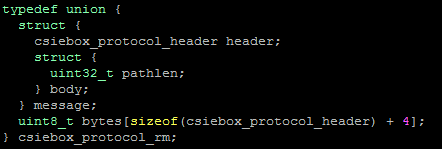 typedef union {
  struct {
    csiebox_protocol_header header;
    struct {
      uint32_t pathlen;
    } body;
  } message;
  uint8_t bytes[sizeof(csiebox_protocol_header) + 4];
} csiebox_protocol_rm;